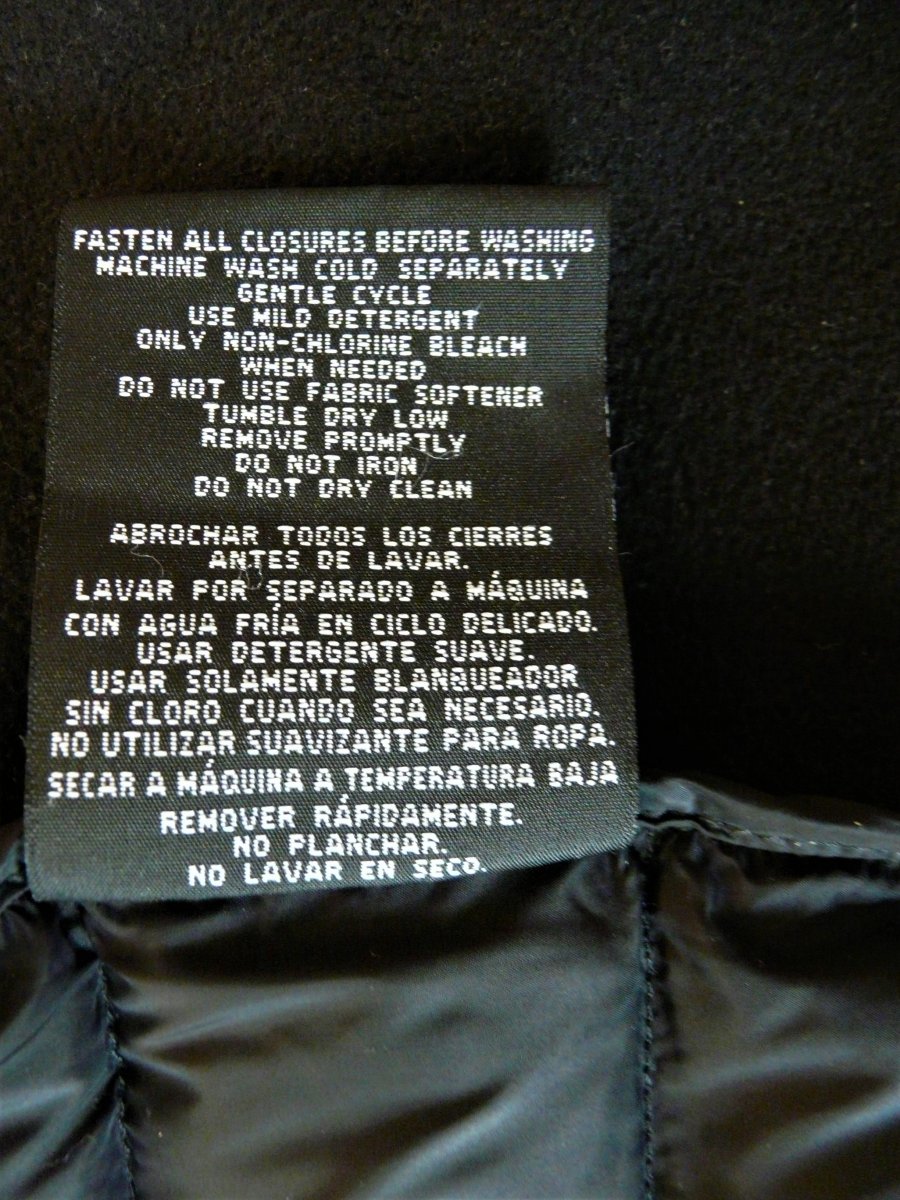 FASTEN ALL CLOSURES BEFORE WASHING
MACHINE WASH COLD SEPARATELY
GENTLE CYCLE
USE MILD DETERGENT
ONLY NON-CHLORINE BLEACH
WHEN NEEDED
DO NOT USE FABRIC SOFTENER
TUMBLE DRY LOW
REMOVE PROMPTLY
DO NOT IRON
DO NOT DRY CLEAN
ABROCHAR TODOS LOS CIERRES
ANTES DE LAVAR.
LAVAR POR SEPARADO A MÁQUINA
CON AGUA FRÍA EN CICLO DELICADO.
USAR DETERGENTE SUAVE.
USAR SOLAMENTE BLANQUEADOR
SIN CLORO CUANDO SEA NECESARIO.
NO UTILIZAR SUAVIZANTE PARA ROPA.
SECAR A MÁQUINA A TEMPERATURA BAJA
REMOVER RÁPIDAMENTE.
NO PLANCHAR.
NO LAVAR EN SECO.